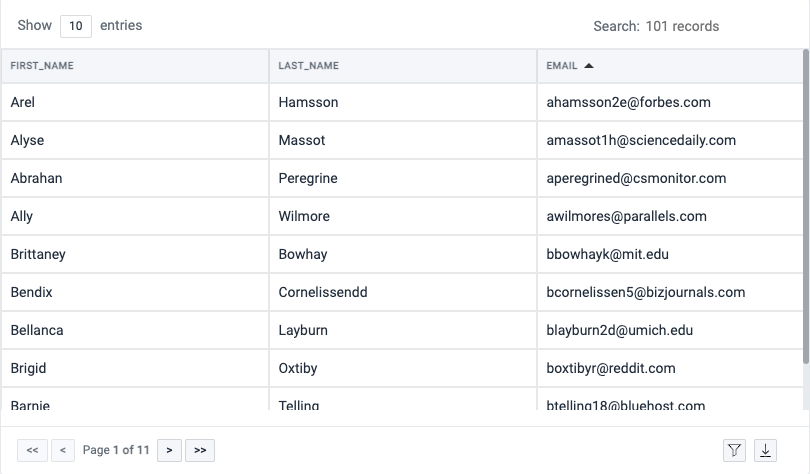 Show 10 entries Search: 101 records
FIRST_NAME LAST_NAME EMAIL
Arel Hamsson ahamsson2e@forbes.com
Alyse Massot amassot1h@sciencedaily.com
Abrahan Peregrine aperegrined@csmonitor.com
Ally Wilmore awilmores@parallels.com
Brittaney Bowhay bbowhayk@mit.edu
Bendix Cornelissendd bcornelissen5@bizjournals.com
Bellanca Layburn blayburn2d@umich.edu
Brigid Oxtiby boxtibyr@reddit.com
Barnie Telling btelling18@bluehost.com
<< < Page 1 of 11 > >>